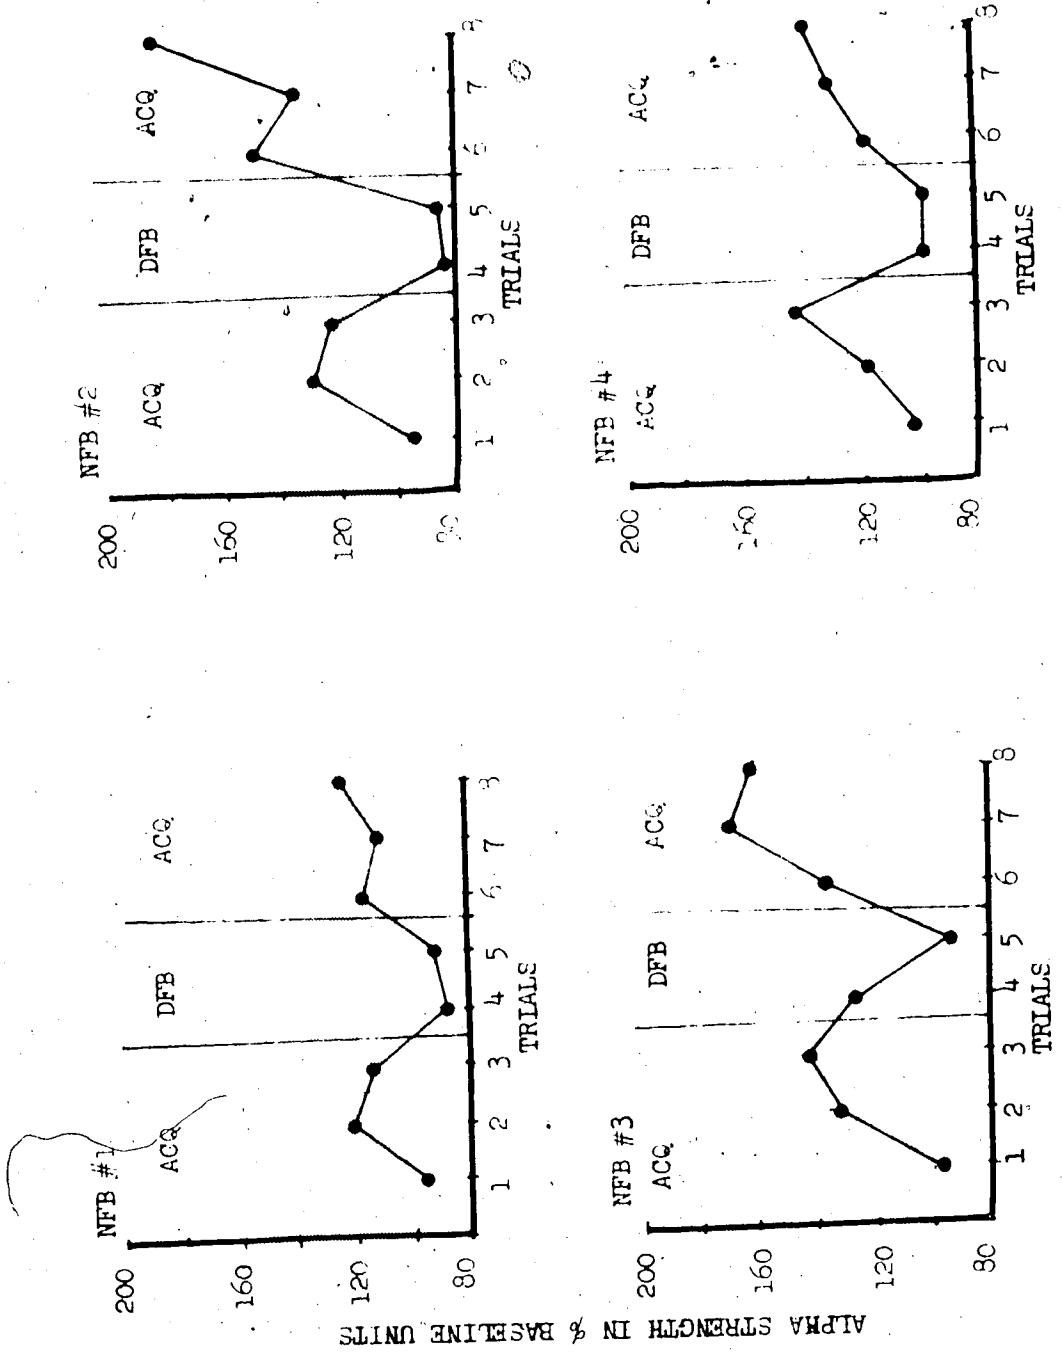 ALPHA STRENGTH IN % BASELINE UNITS
NFB #1
ACQ
DFB
ACQ
200
160
120
80
1 2 3 4 5 6 7 8
TRIALS
NFB #2
ACQ
DFB
ACQ
200
160
120
80
1 2 3 4 5 6 7 8
TRIALS
NFB #3
ACQ
DFB
ACQ
200
160
120
80
1 2 3 4 5 6 7 8
TRIALS
NFB #4
ACQ
DFB
ACQ
200
160
120
80
1 2 3 4 5 6 7 8
TRIALS